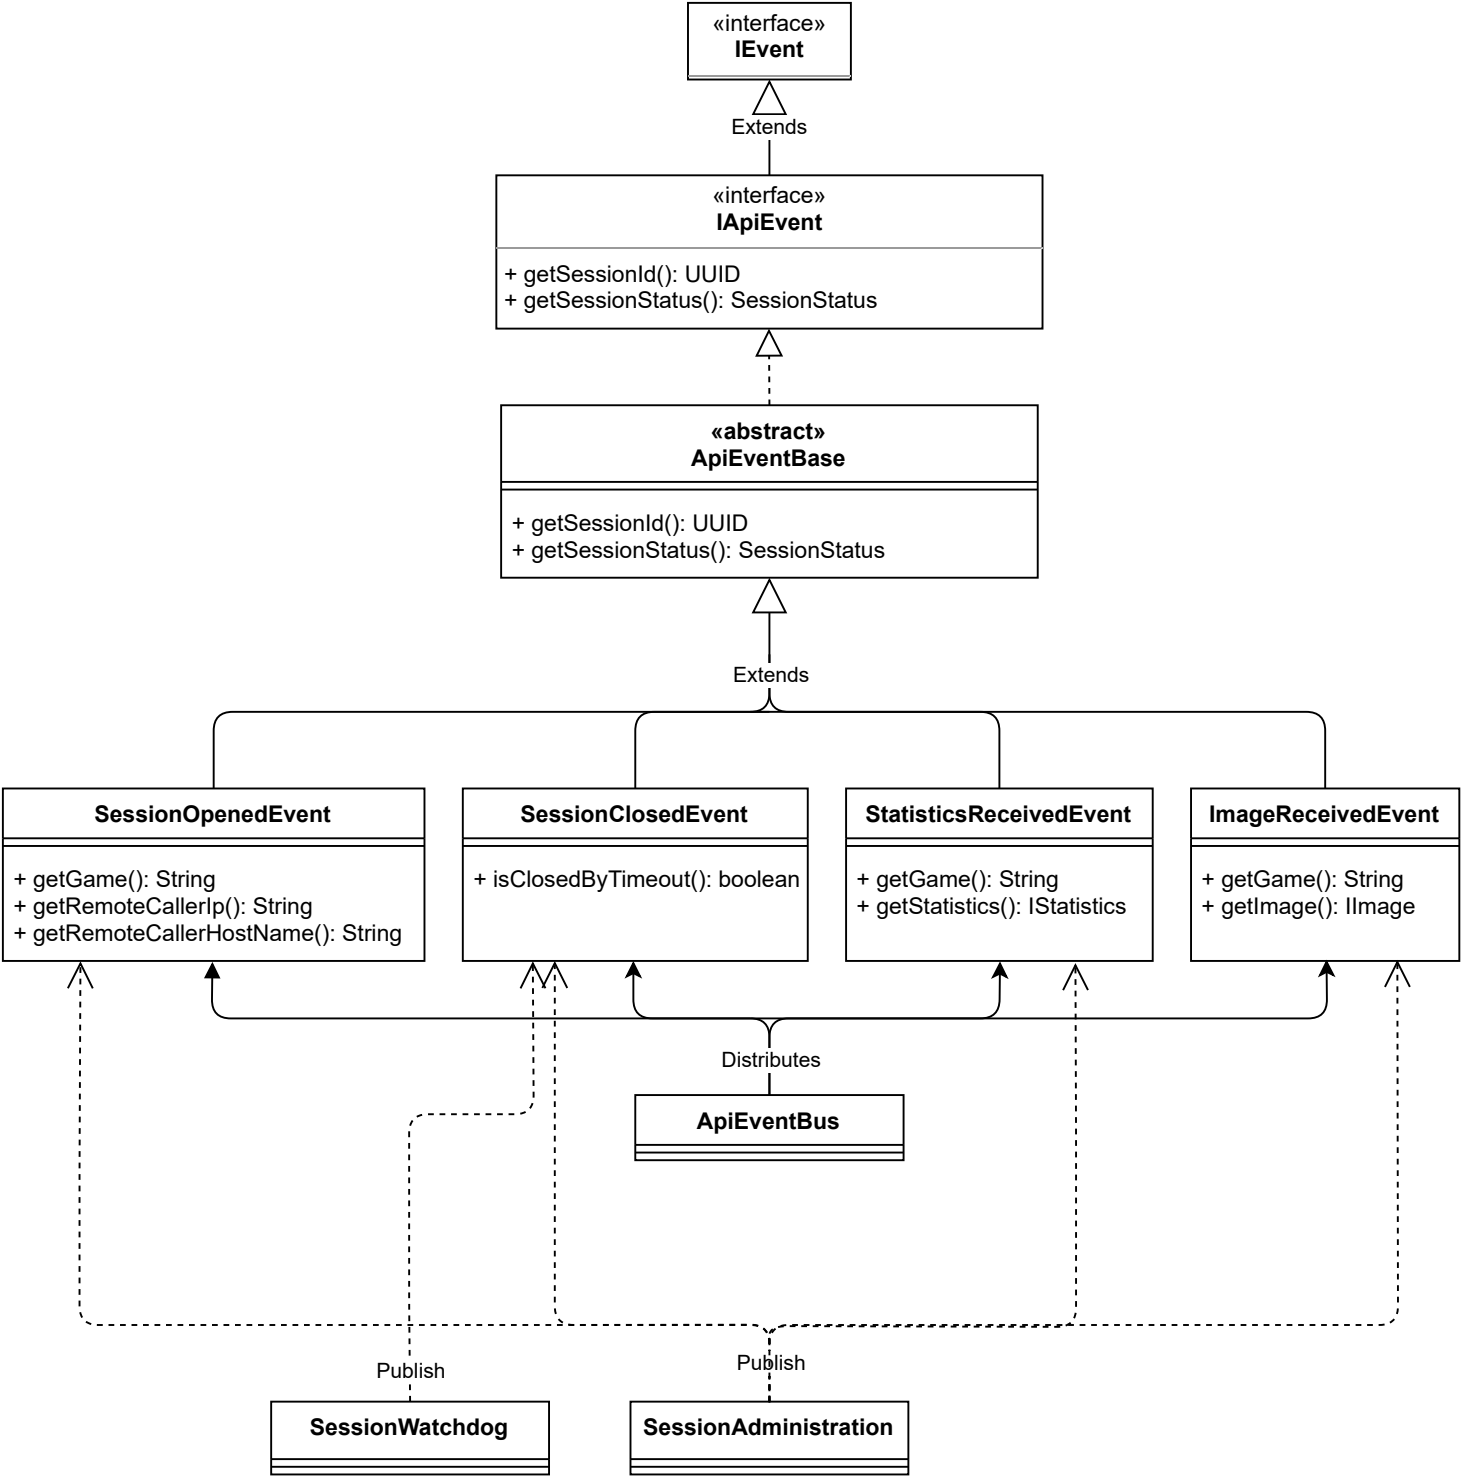 «interface»
IEvent
Extends
«interface»
IApiEvent
+ getSessionId(): UUID
+ getSessionStatus(): SessionStatus
«abstract»
ApiEventBase
+ getSessionId(): UUID
+ getSessionStatus(): SessionStatus
Extends
SessionOpenedEvent
+ getGame(): String
+ getRemoteCallerIp(): String
+ getRemoteCallerHostName(): String
SessionClosedEvent
+ isClosedByTimeout(): boolean
StatisticsReceivedEvent
+ getGame(): String
+ getStatistics(): IStatistics
ImageReceivedEvent
+ getGame(): String
+ getImage(): IImage
Distributes
ApiEventBus
Publish
Publish
SessionWatchdog
SessionAdministration